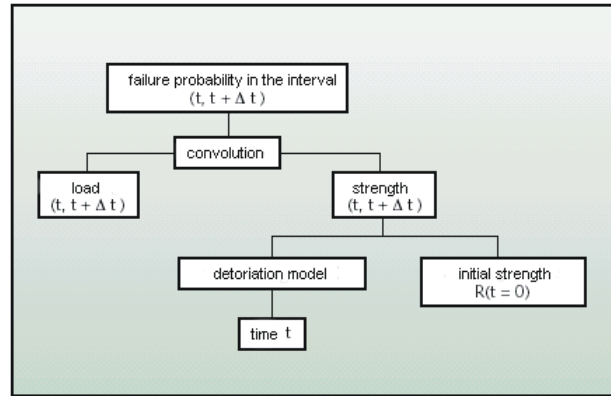 failure probability in the interval
(t, t + Δ t)
convolution
load
(t, t + Δ t)
strength
(t, t + Δ t)
detoriation model
initial strength
R(t = 0)
time t